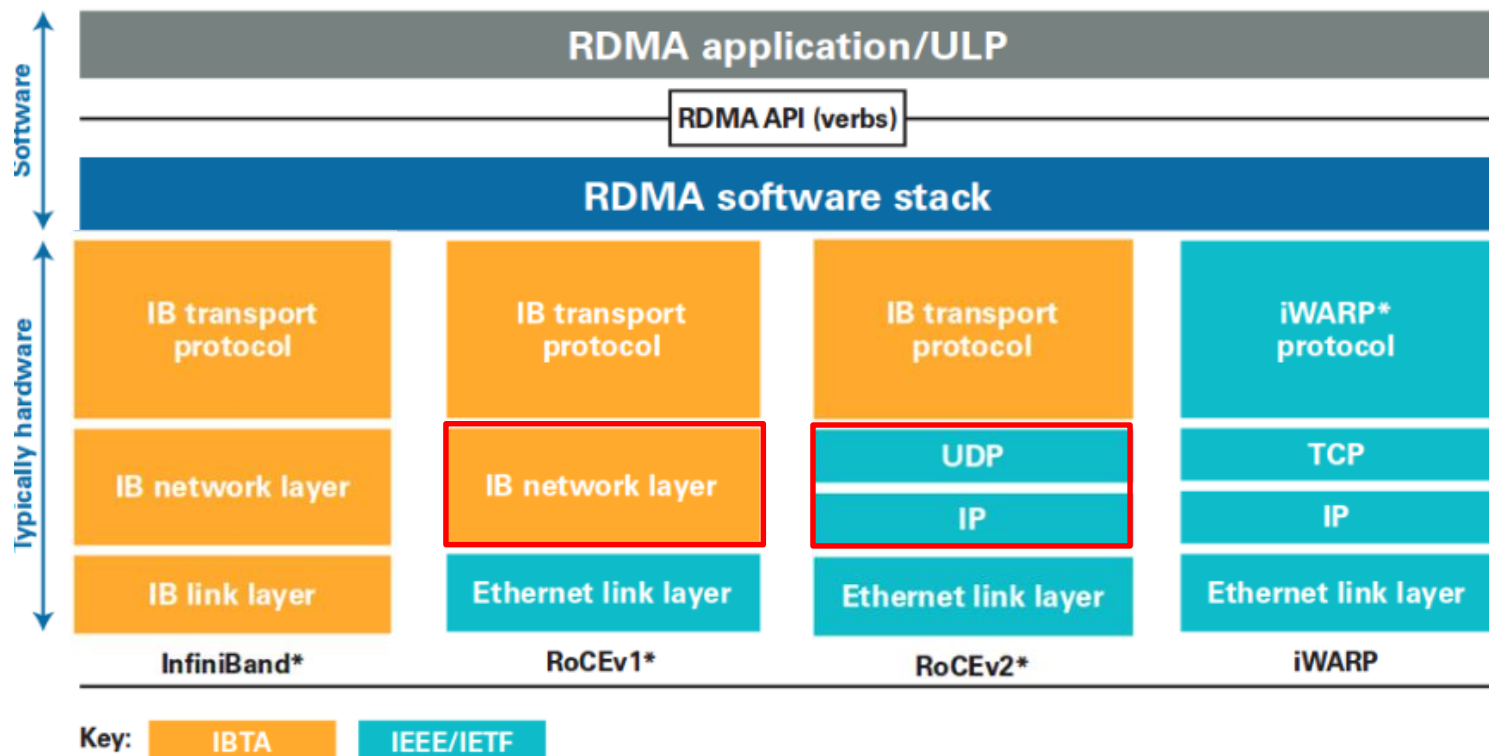 Software
RDMA application/ULP
RDMA API (verbs)
RDMA software stack
Typically hardware
IB transport
protocol
IB transport
protocol
IB transport
protocol
iWARP*
protocol
IB network layer
IB network layer
UDP
IP
TCP
IP
IB link layer
Ethernet link layer
Ethernet link layer
Ethernet link layer
InfiniBand*
RoCEv1*
RoCEv2*
iWARP
Key:
IBTA
IEEE/IETF